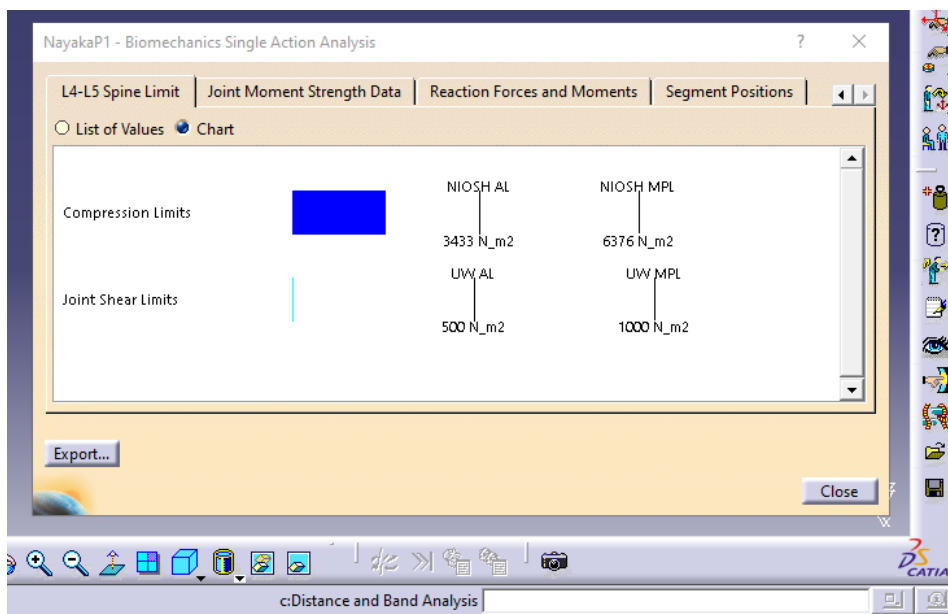 NayakaP1 - Biomechanics Single Action Analysis
?
L4-L5 Spine Limit
Joint Moment Strength Data
Reaction Forces and Moments
Segment Positions
List of Values
Chart
NIOSH AL
NIOSH MPL
Compression Limits
3433 N_m2
6376 N_m2
UW AL
UW MPL
Joint Shear Limits
500 N_m2
1000 N_m2
Export...
Close
CATIA
c:Distance and Band Analysis